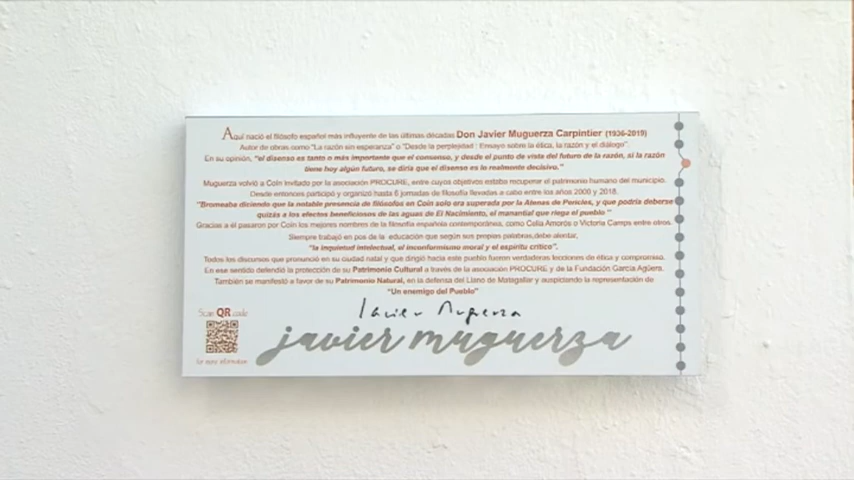 Aquí nació el filósofo español más influyente de las últimas décadas Don Javier Muguerza Carpintier (1936-2019)
Autor de obras como "La razón sin esperanza" o "Desde la perplejidad : Ensayo sobre la ética, la razón y el diálogo".
En su opinión, "el disenso es tanto o más importante que el consenso, y desde el punto de vista del futuro de la razón, si la razón
tiene hoy algún futuro, se diría que el disenso es lo realmente decisivo."
Muguerza volvió a Coín invitado por la asociación PROCURE, entre cuyos objetivos estaba recuperar el patrimonio humano del municipio.
Desde entonces participó y organizó hasta 6 jornadas de filosofía llevadas a cabo entre los años 2000 y 2018.
"Bromeaba diciendo que la notable presencia de filósofos en Coín solo era superada por la Atenas de Pericles, y que podría deberse
quizás a los efectos beneficiosos de las aguas de El Nacimiento, el manantial que riega el pueblo "
Gracias a él pasaron por Coín los mejores nombres de la filosofía española contemporánea, como Celia Amorós o Victoria Camps entre otros.
Siempre trabajó en pos de la educación que según sus propias palabras,debe alentar,
"la inquietud intelectual, el inconformismo moral y el espíritu crítico".
Todos los discursos que pronunció en su ciudad natal y que dirigió hacia este pueblo fueron verdaderas lecciones de ética y compromiso.
En ese sentido defendió la protección de su Patrimonio Cultural a través de la asociación PROCURE y de la Fundación García Agüera.
También se manifestó a favor de su Patrimonio Natural, en la defensa del Llano de Matagallar y auspiciando la representación de
"Un enemigo del Pueblo"
Javier Muguerza
Scan QR code
javier muguerza
for more information